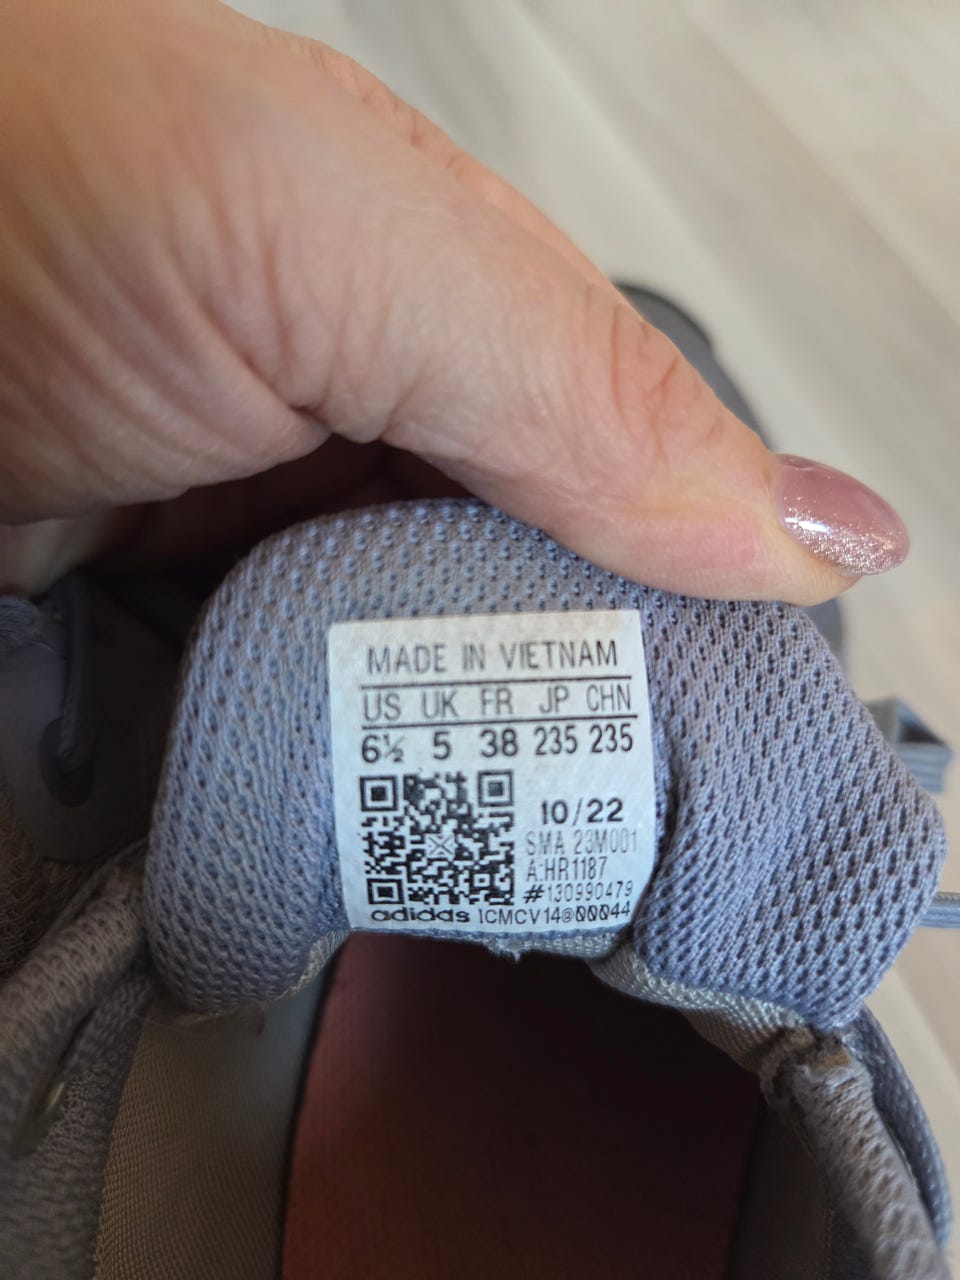 MADE IN VIETNAM
US UK FR JP CHN
6½ 5 38 235 235
10/22
SMA 23M001
A:HR1187
#130990479
adidas 1CMCV14@00044